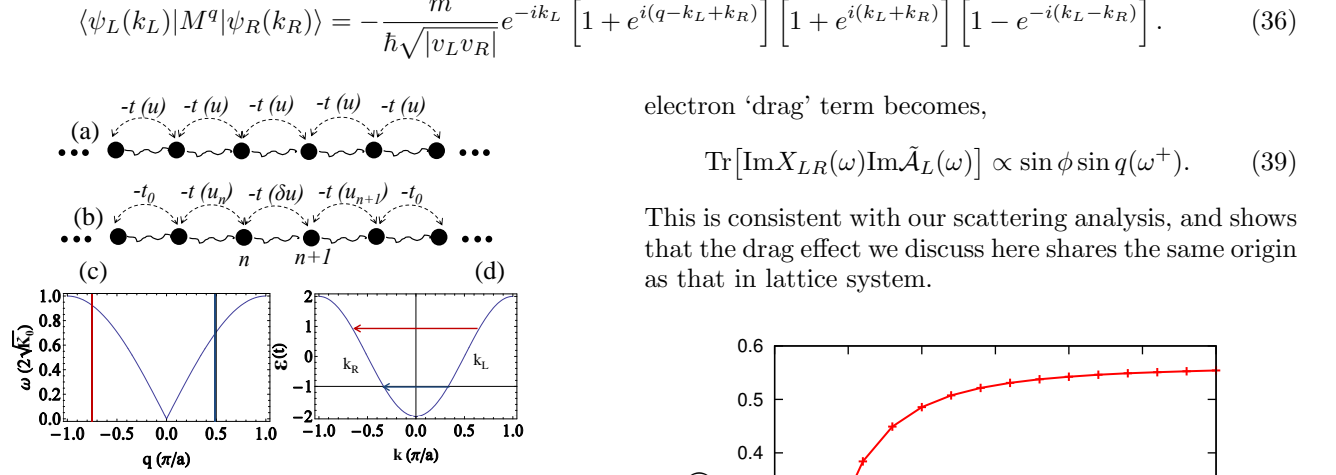 ⟨ψ_L(k_L)|M^q|ψ_R(k_R)⟩ = − m / (ħ√|v_L v_R|) e^{−ik_L} [1 + e^{i(q−k_L+k_R)}] [1 + e^{i(k_L+k_R)}] [1 − e^{−i(k_L−k_R)}]. (36)
-t (u) -t (u) -t (u) -t (u) -t (u)
(a)
-t_0 -t (u_n) -t (δu) -t (u_{n+1}) -t_0
(b)
n n+1
(c)
1.0
0.8
0.6
0.4
0.2
0.0
ω (2√K_0)
−1.0 −0.5 0.0 0.5 1.0
q (π/a)
(d)
2
1
0
−1
−2
ε(t)
k_R k_L
−1.0 −0.5 0.0 0.5 1.0
k (π/a)
electron ‘drag’ term becomes,
Tr[ImX_{LR}(ω)Im𝒜̃_L(ω)] ∝ sin ϕ sin q(ω^+). (39)
This is consistent with our scattering analysis, and shows
that the drag effect we discuss here shares the same origin
as that in lattice system.
0.6
0.5
0.4